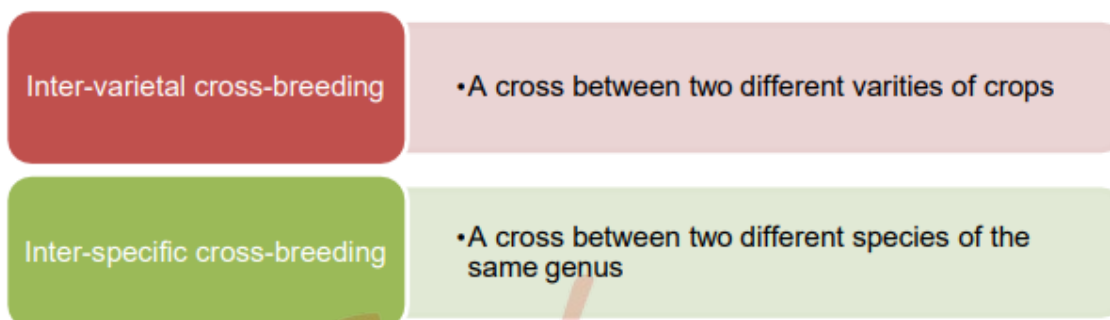 Inter-varietal cross-breeding
•A cross between two different varities of crops
Inter-specific cross-breeding
•A cross between two different species of the
same genus